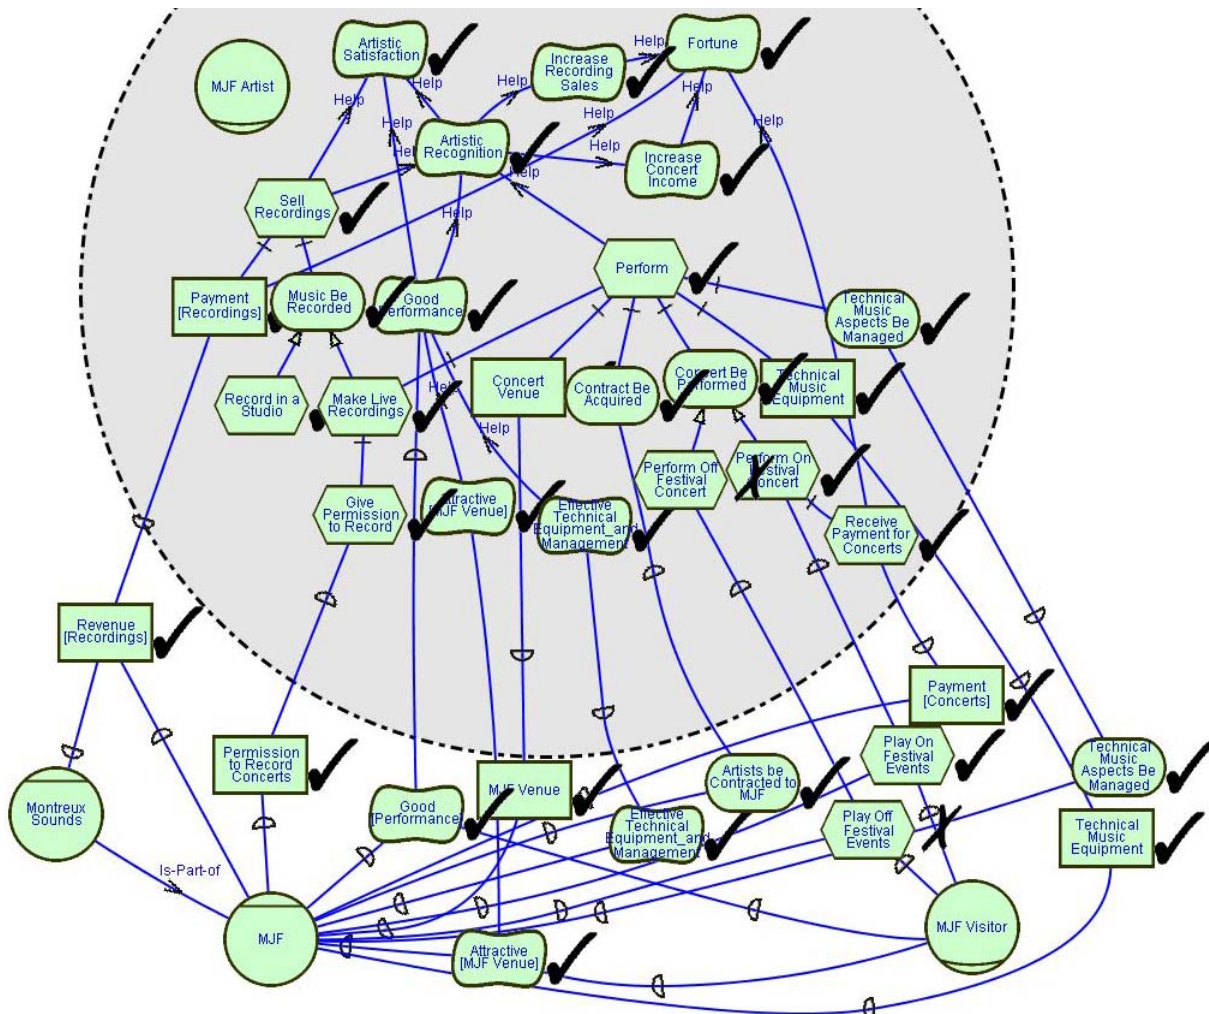 Artistic
Satisfaction
Help
Increase
Recording
Sales
Help
Fortune
MJF Artist
Help
Help
Help
Help
Artistic
Recognition
Help
Help
Increase
Concert
Income
Help
Help
Sell
Recordings
Help
Perform
Payment
[Recordings]
Music Be
Recorded
Good
Performance
Technical
Music
Aspects Be
Managed
Record in a
Studio
Make Live
Recordings
Help
Concert
Venue
Contract Be
Acquired
Concert Be
Performed
Technical
Music
Equipment
Help
Perform Off
Festival
Concert
Perform On
Festival
Concert
Give
Permission
to Record
Attractive
[MJF Venue]
Effective
Technical
Equipment_and
Management
Receive
Payment for
Concerts
Revenue
[Recordings]
Payment
[Concerts]
Permission
to Record
Concerts
MJF Venue
Artists be
Contracted to
MJF
Play On
Festival
Events
Technical
Music
Aspects Be
Managed
Montreux
Sounds
Good
[Performance]
Effective
Technical
Equipment_and
Management
Play Off
Festival
Events
Technical
Music
Equipment
Is-Part-of
MJF
MJF Visitor
Attractive
[MJF Venue]